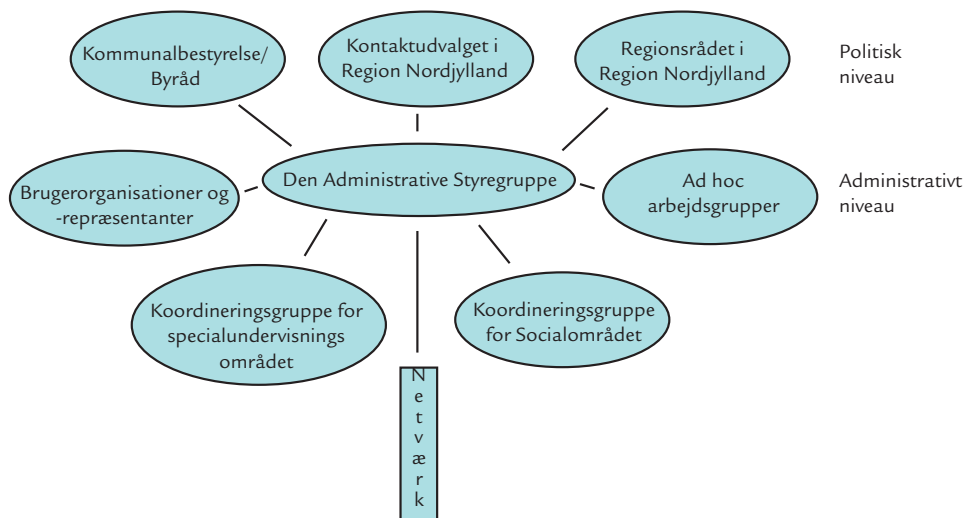 Kommunalbestyrelse/
Byråd
Kontaktudvalget i
Region Nordjylland
Regionsrådet i
Region Nordjylland
Politisk
niveau
Brugerorganisationer og
-repræsentanter
Den Administrative Styregruppe
Ad hoc
arbejdsgrupper
Administrativt
niveau
Koordineringsgruppe for
specialundervisnings
området
Koordineringsgruppe
for Socialområdet
Netværk